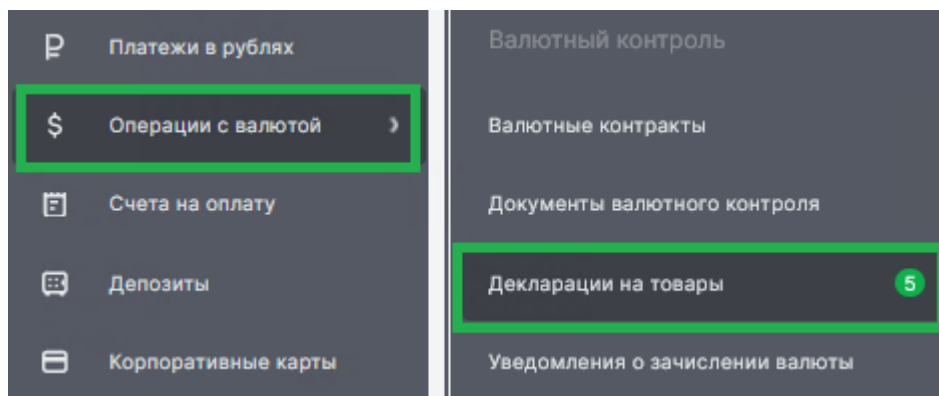 Платежи в рублях
Операции с валютой
Счета на оплату
Депозиты
Корпоративные карты
Валютный контроль
Валютные контракты
Документы валютного контроля
Декларации на товары 5
Уведомления о зачислении валюты